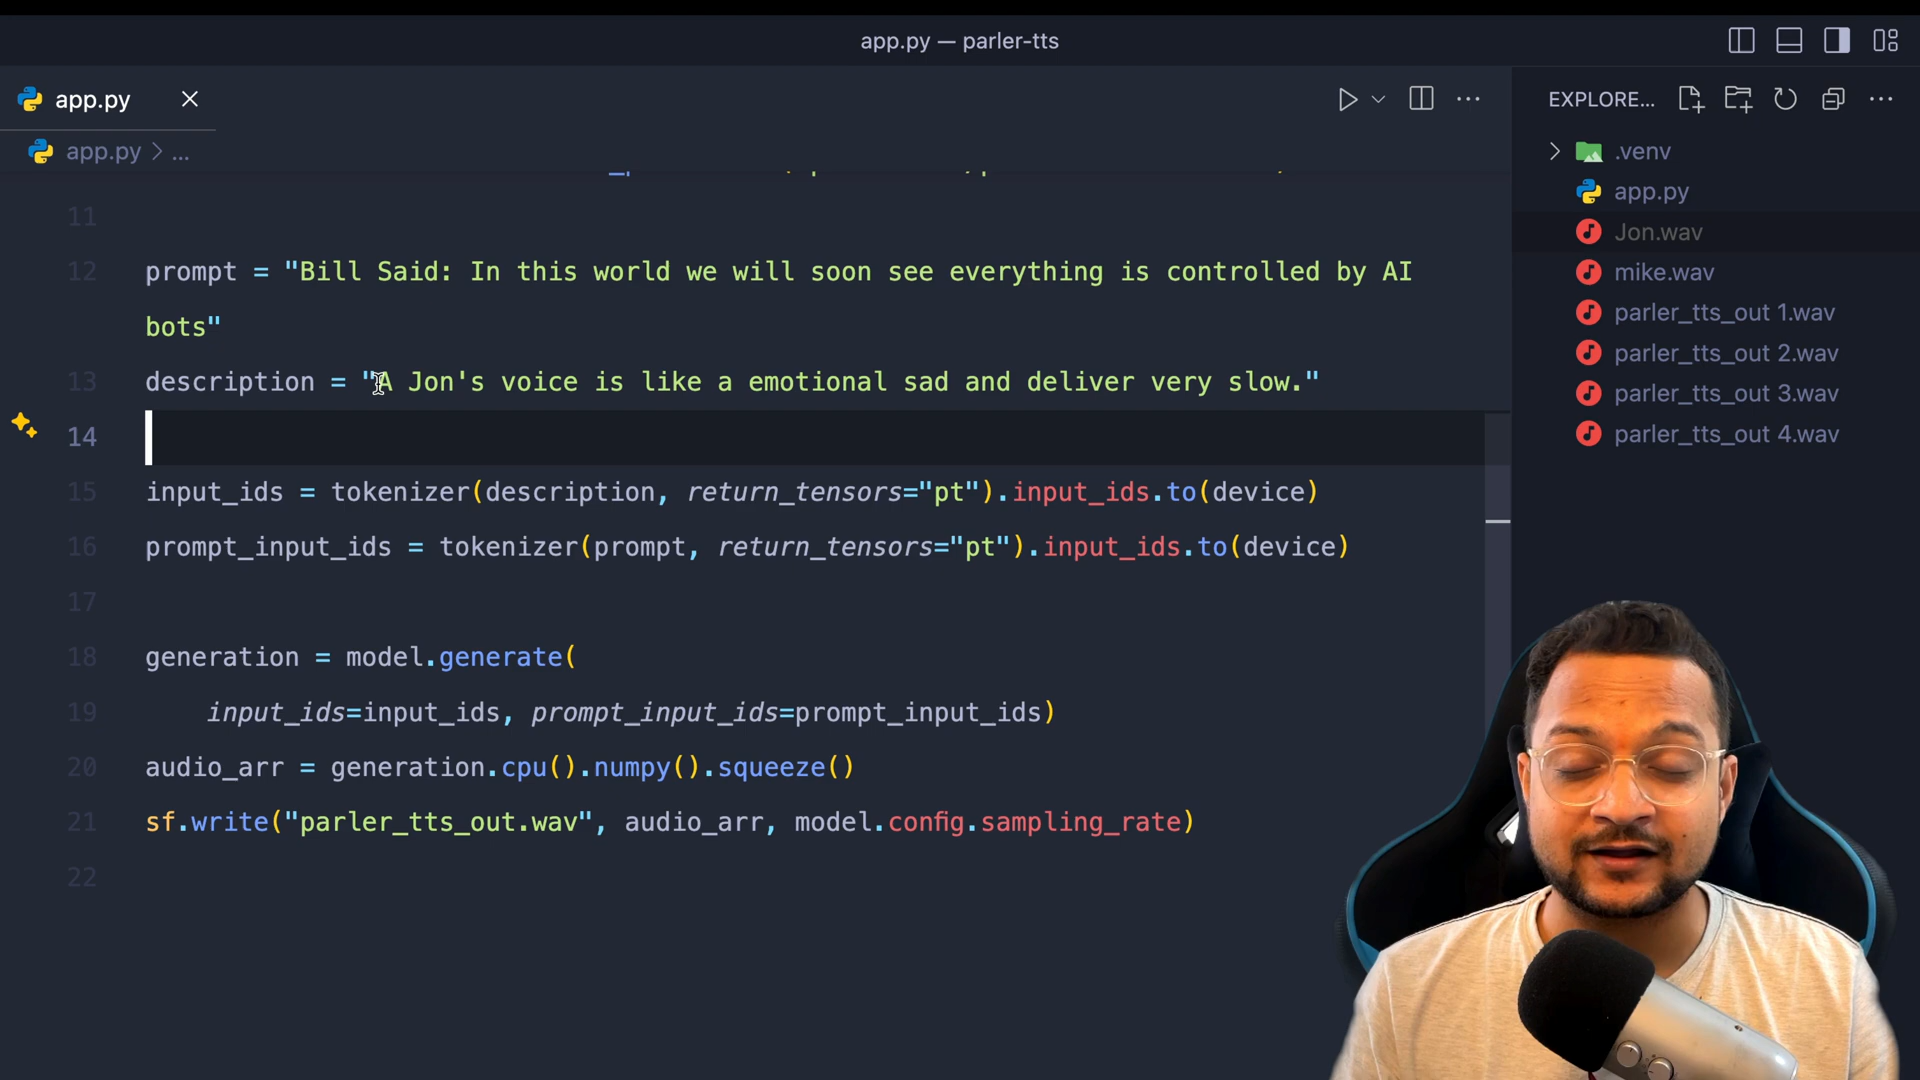 app.py — parler-tts
app.py
EXPLORE...
app.py > ...
.venv
app.py
Jon.wav
mike.wav
parler_tts_out 1.wav
parler_tts_out 2.wav
parler_tts_out 3.wav
parler_tts_out 4.wav
11
12 prompt = "Bill Said: In this world we will soon see everything is controlled by AI
bots"
13 description = "A Jon's voice is like a emotional sad and deliver very slow."
14
15 input_ids = tokenizer(description, return_tensors="pt").input_ids.to(device)
16 prompt_input_ids = tokenizer(prompt, return_tensors="pt").input_ids.to(device)
17
18 generation = model.generate(
19 input_ids=input_ids, prompt_input_ids=prompt_input_ids)
20 audio_arr = generation.cpu().numpy().squeeze()
21 sf.write("parler_tts_out.wav", audio_arr, model.config.sampling_rate)
22